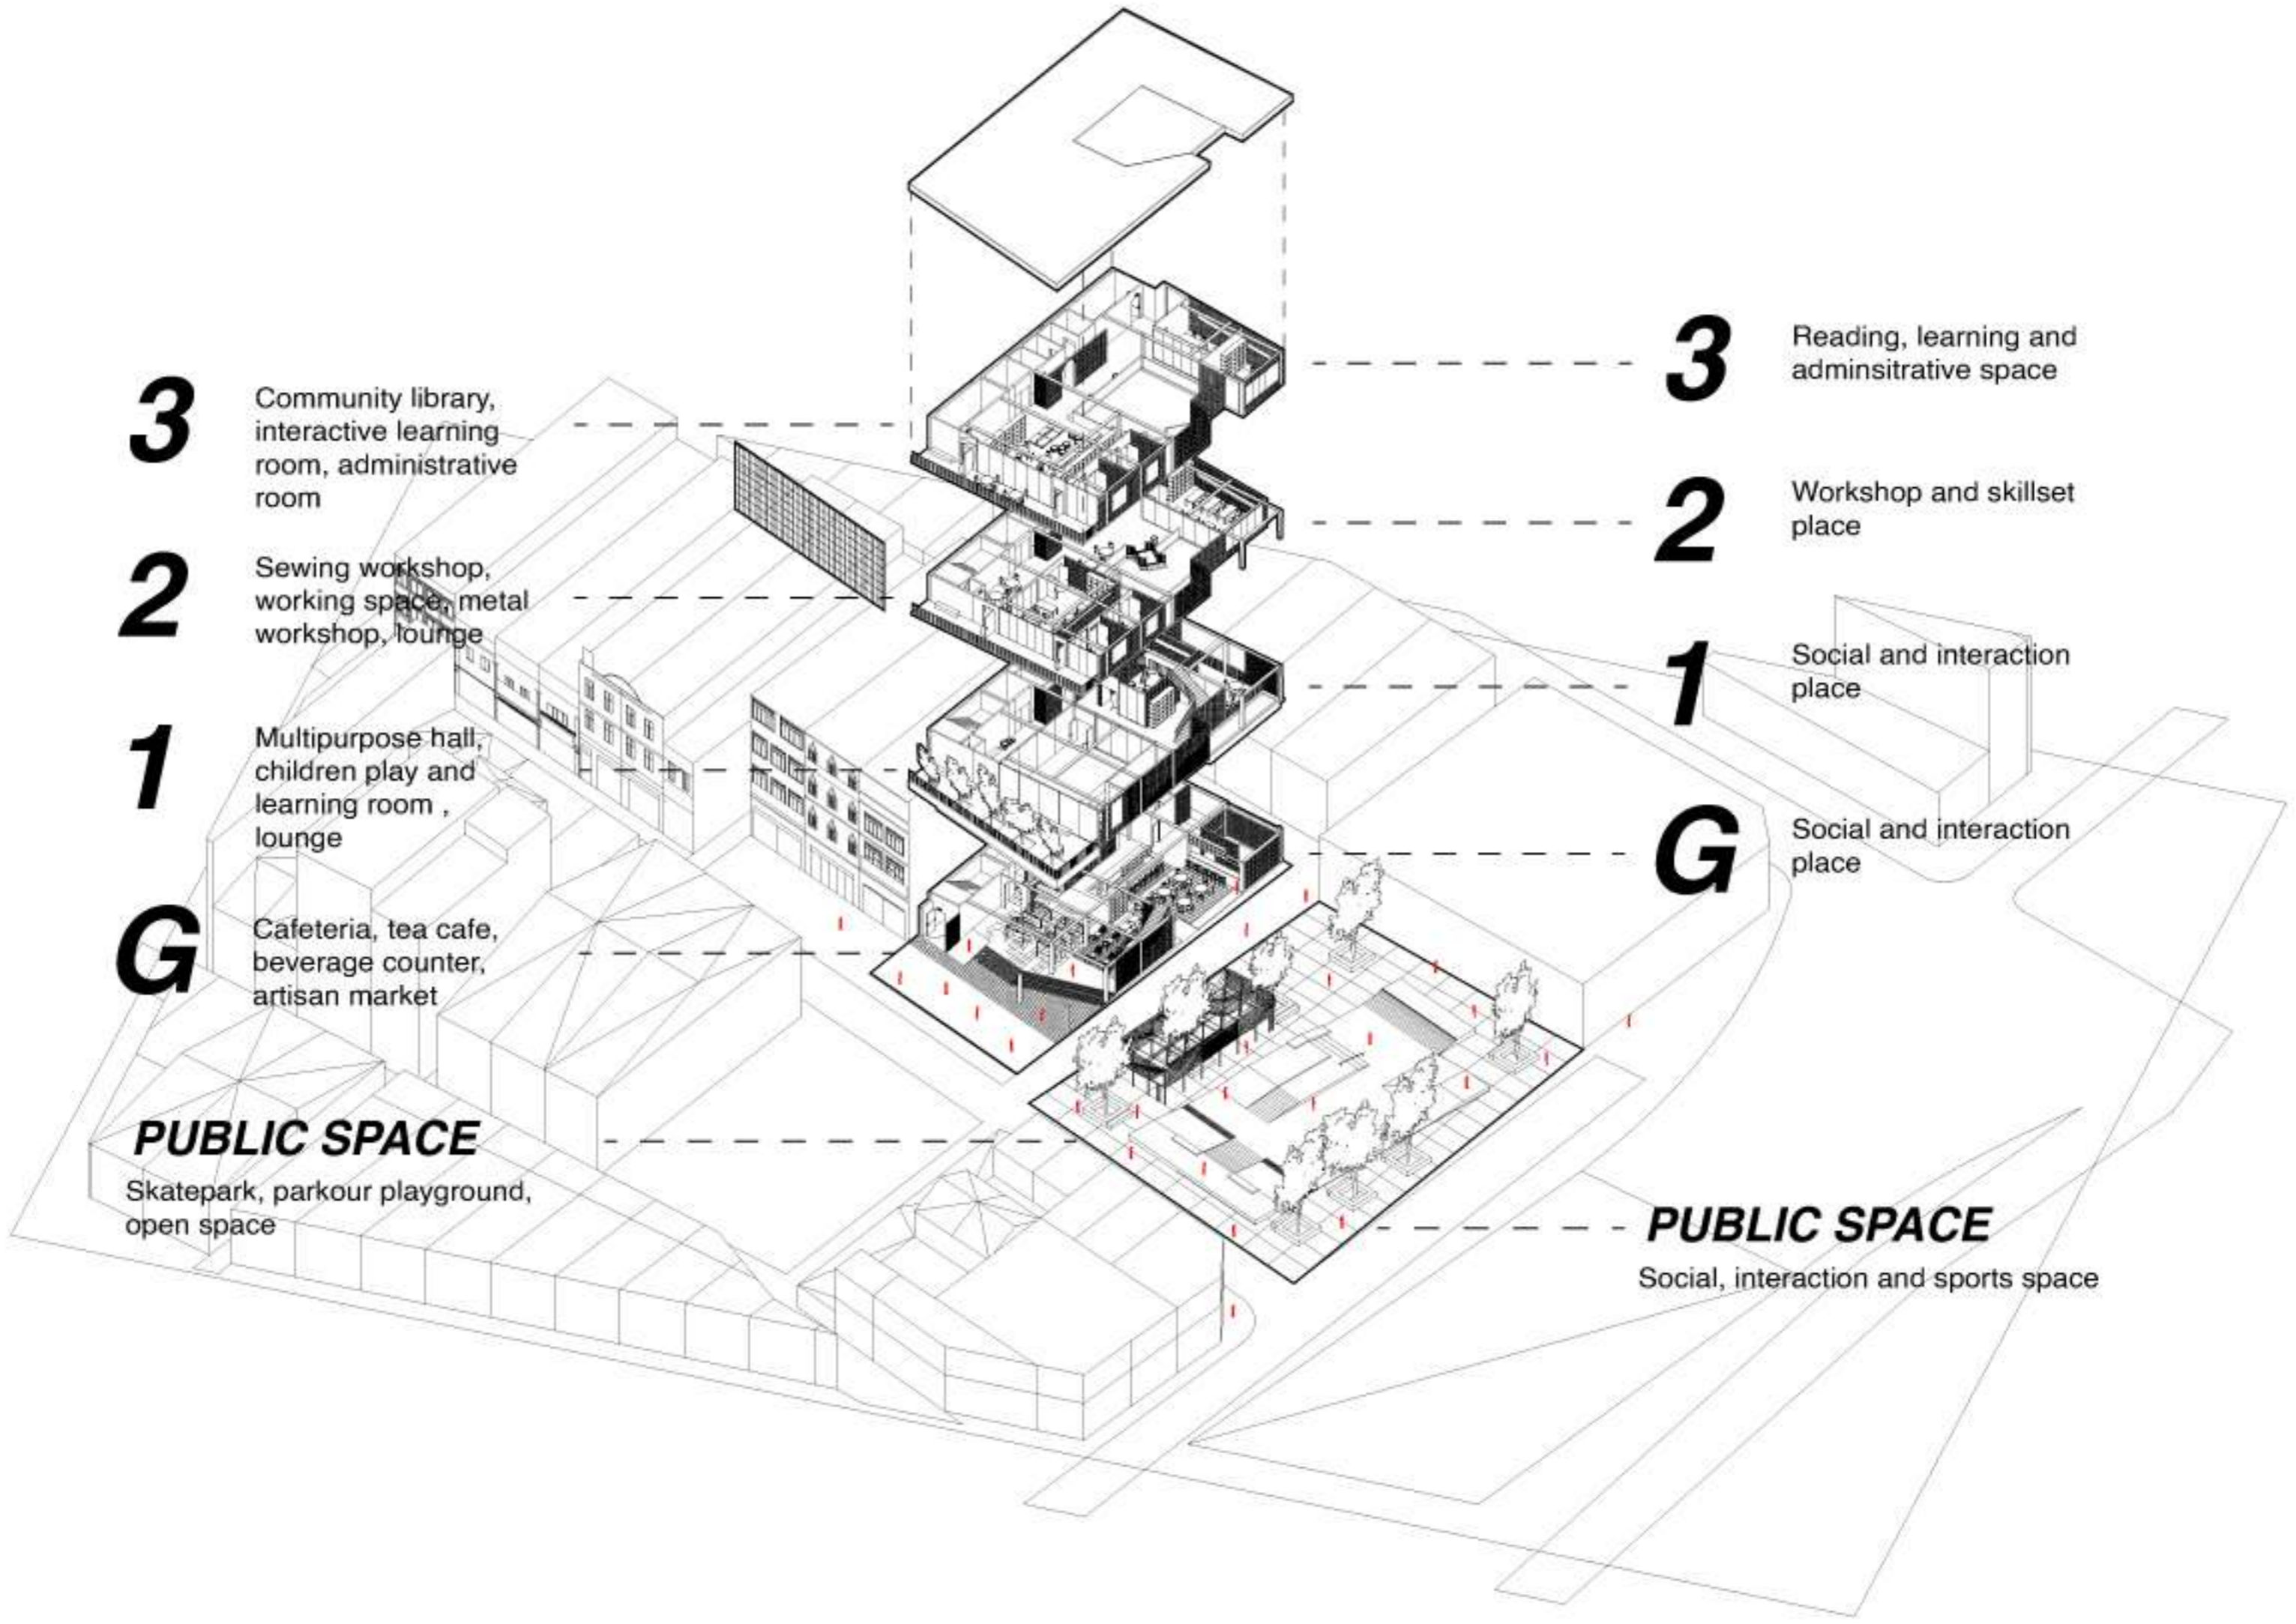 3
Community library,
interactive learning
room, administrative
room
2
Sewing workshop,
working space, metal
workshop, lounge
1
Multipurpose hall,
children play and
learning room ,
lounge
G
Cafeteria, tea cafe,
beverage counter,
artisan market
PUBLIC SPACE
Skatepark, parkour playground,
open space
3
Reading, learning and
adminsitrative space
2
Workshop and skillset
place
1
Social and interaction
place
G
Social and interaction
place
PUBLIC SPACE
Social, interaction and sports space